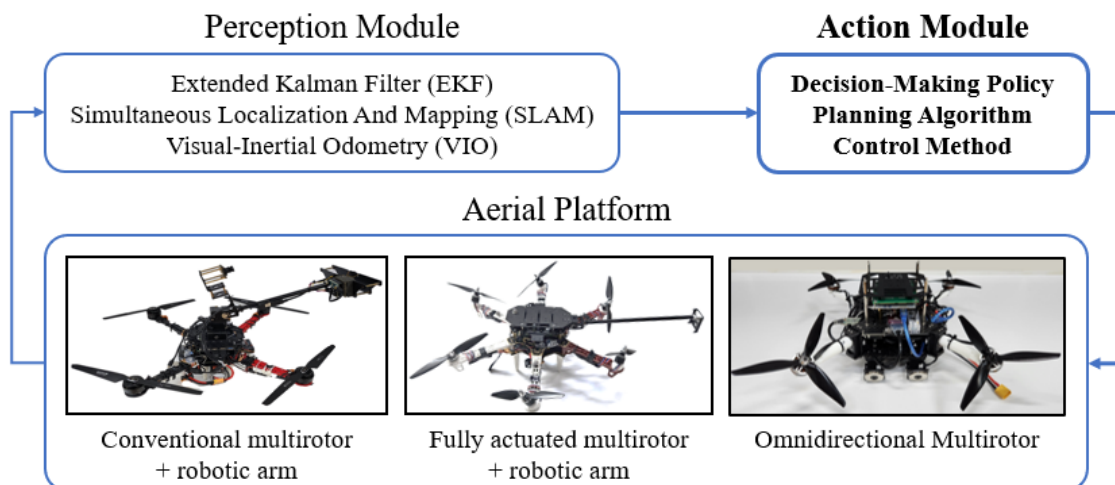 Perception Module
Extended Kalman Filter (EKF)
Simultaneous Localization And Mapping (SLAM)
Visual-Inertial Odometry (VIO)
Action Module
Decision-Making Policy
Planning Algorithm
Control Method
Aerial Platform
Conventional multirotor
+ robotic arm
Fully actuated multirotor
+ robotic arm
Omnidirectional Multirotor